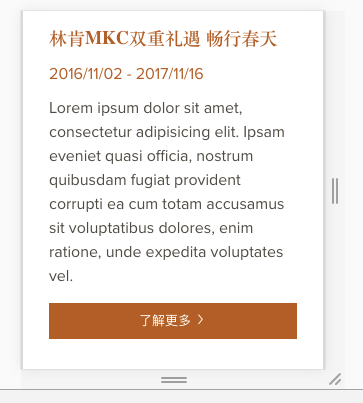 林肯MKC双重礼遇 畅行春天
2016/11/02 - 2017/11/16
Lorem ipsum dolor sit amet,
consectetur adipisicing elit. Ipsam
eveniet quasi officia, nostrum
quibusdam fugiat provident
corrupti ea cum totam accusamus
sit voluptatibus dolores, enim
ratione, unde expedita voluptates
vel.
了解更多 >